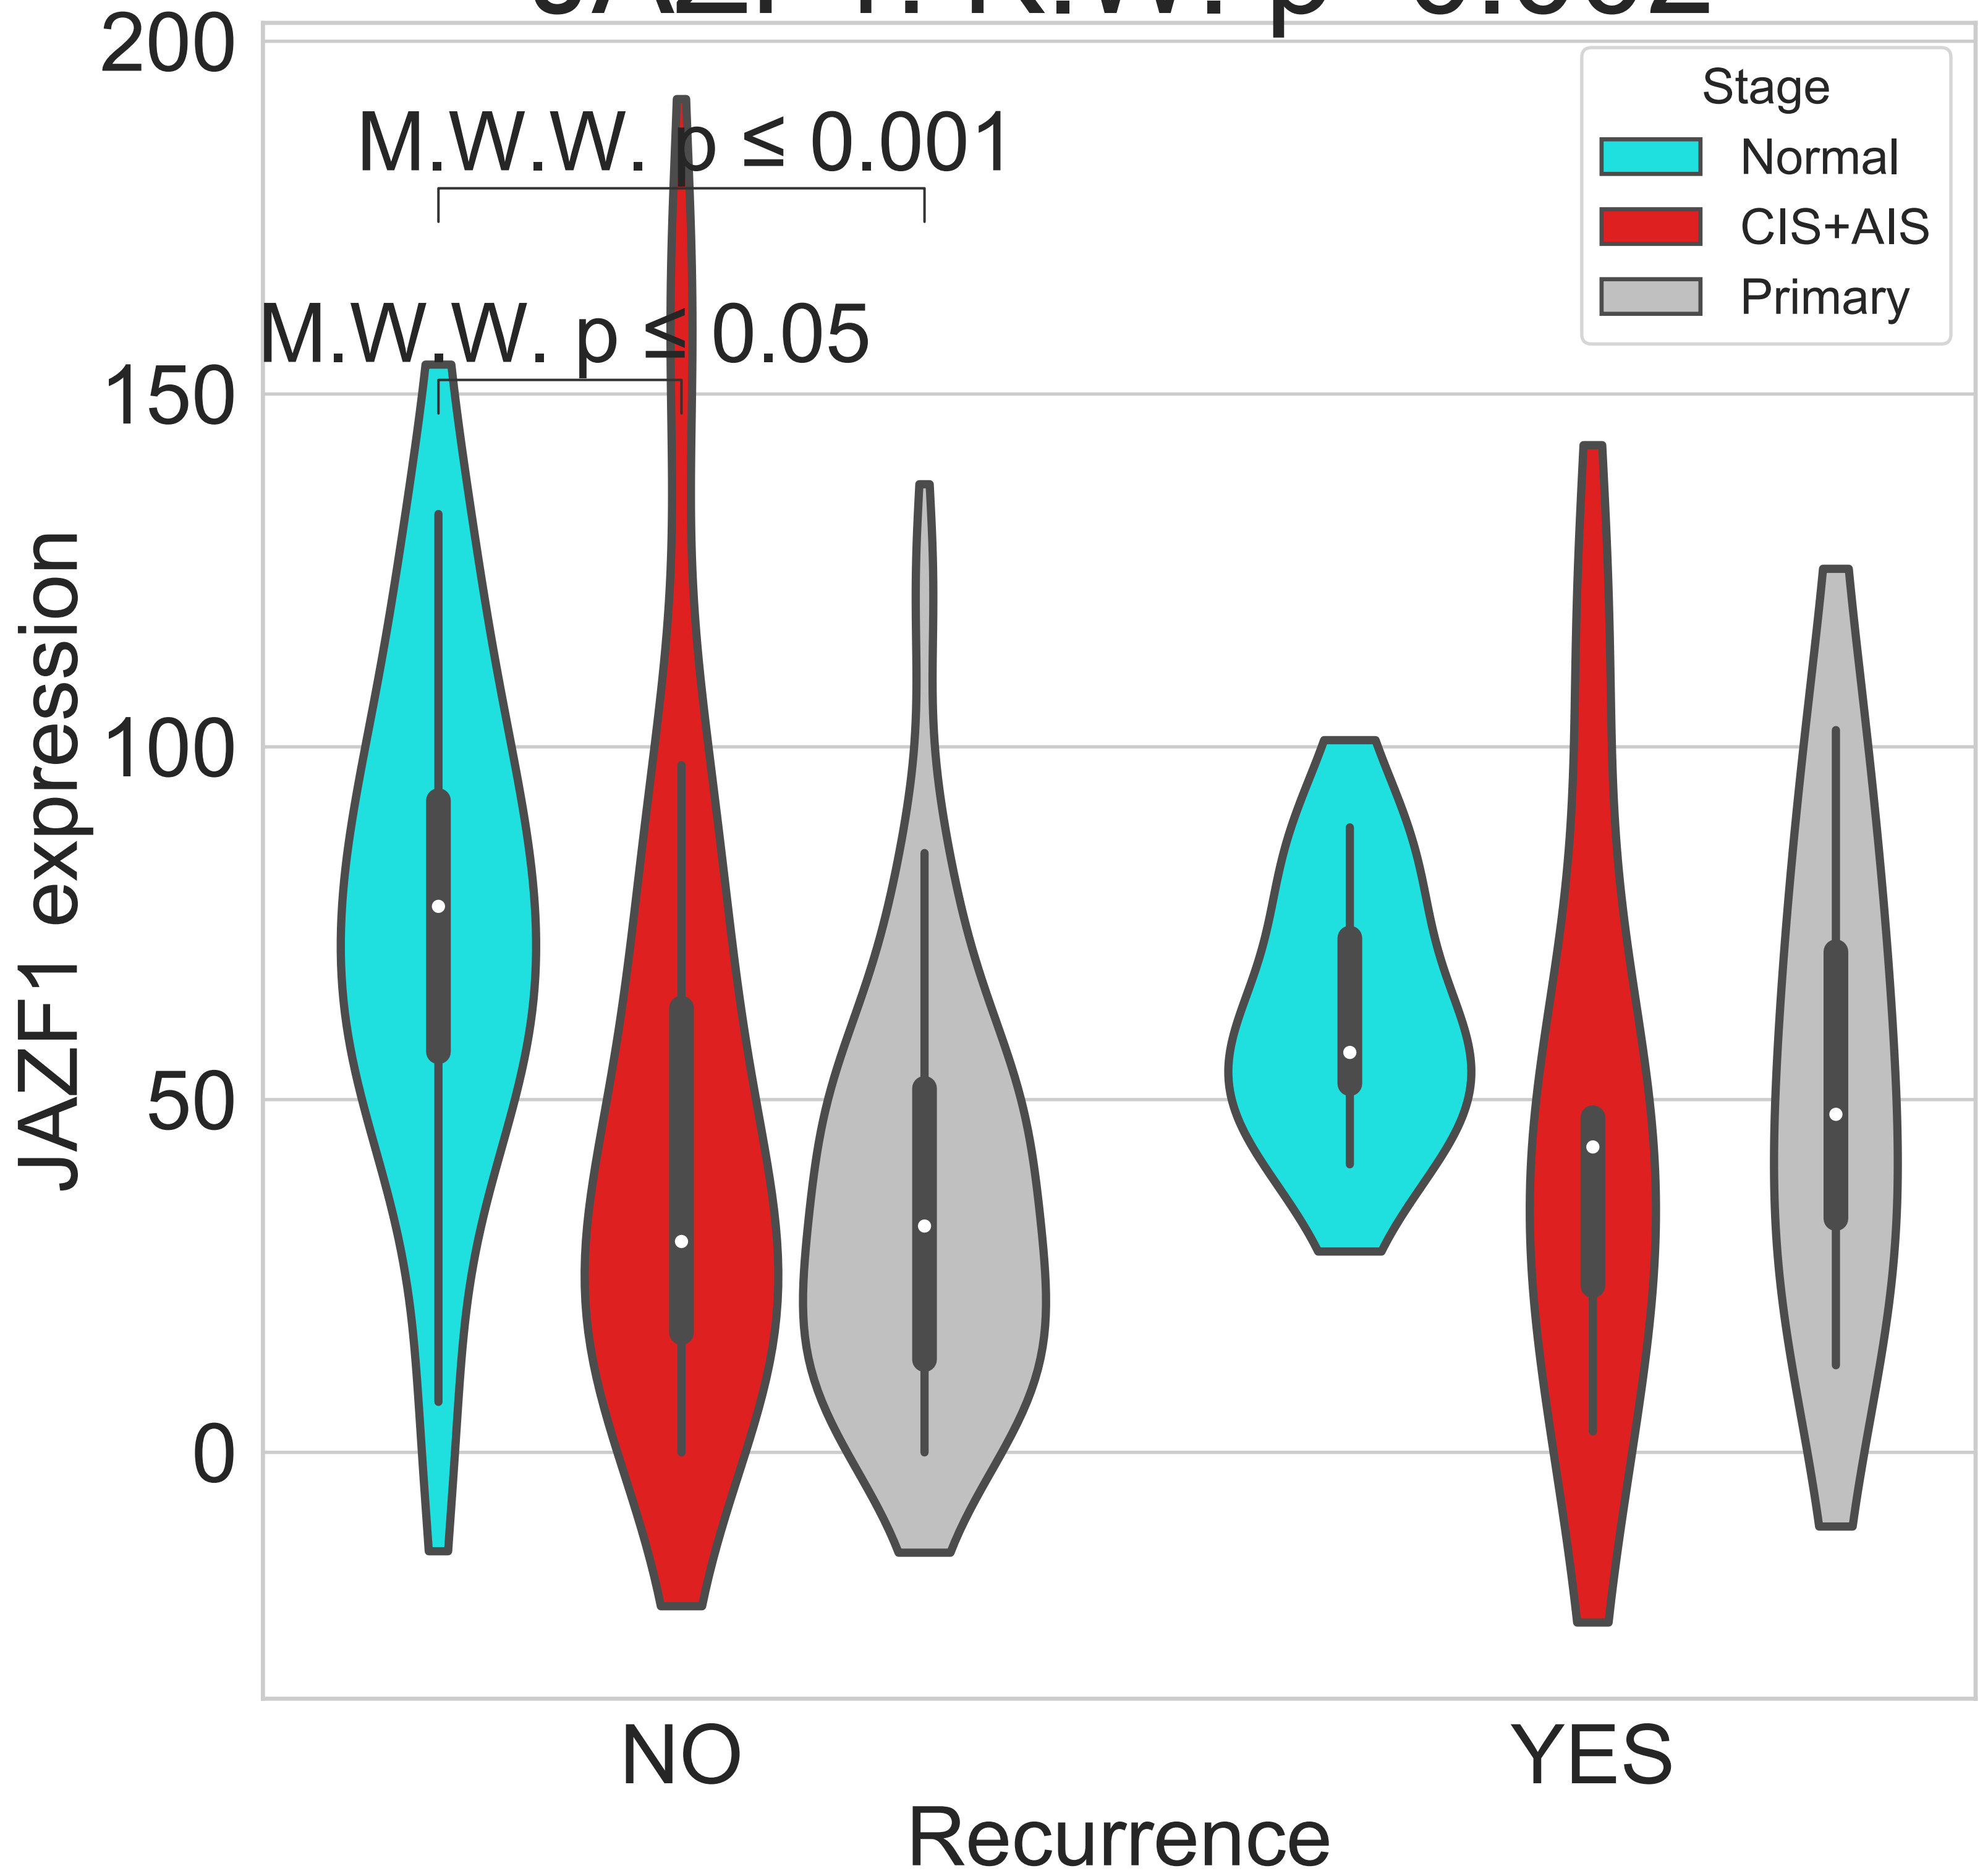 200
M.W.W. p ≤ 0.001
M.W.W. p ≤ 0.05
150
100
50
0
JAZF1 expression
Stage
Normal
CIS+AIS
Primary
NO
YES
Recurrence